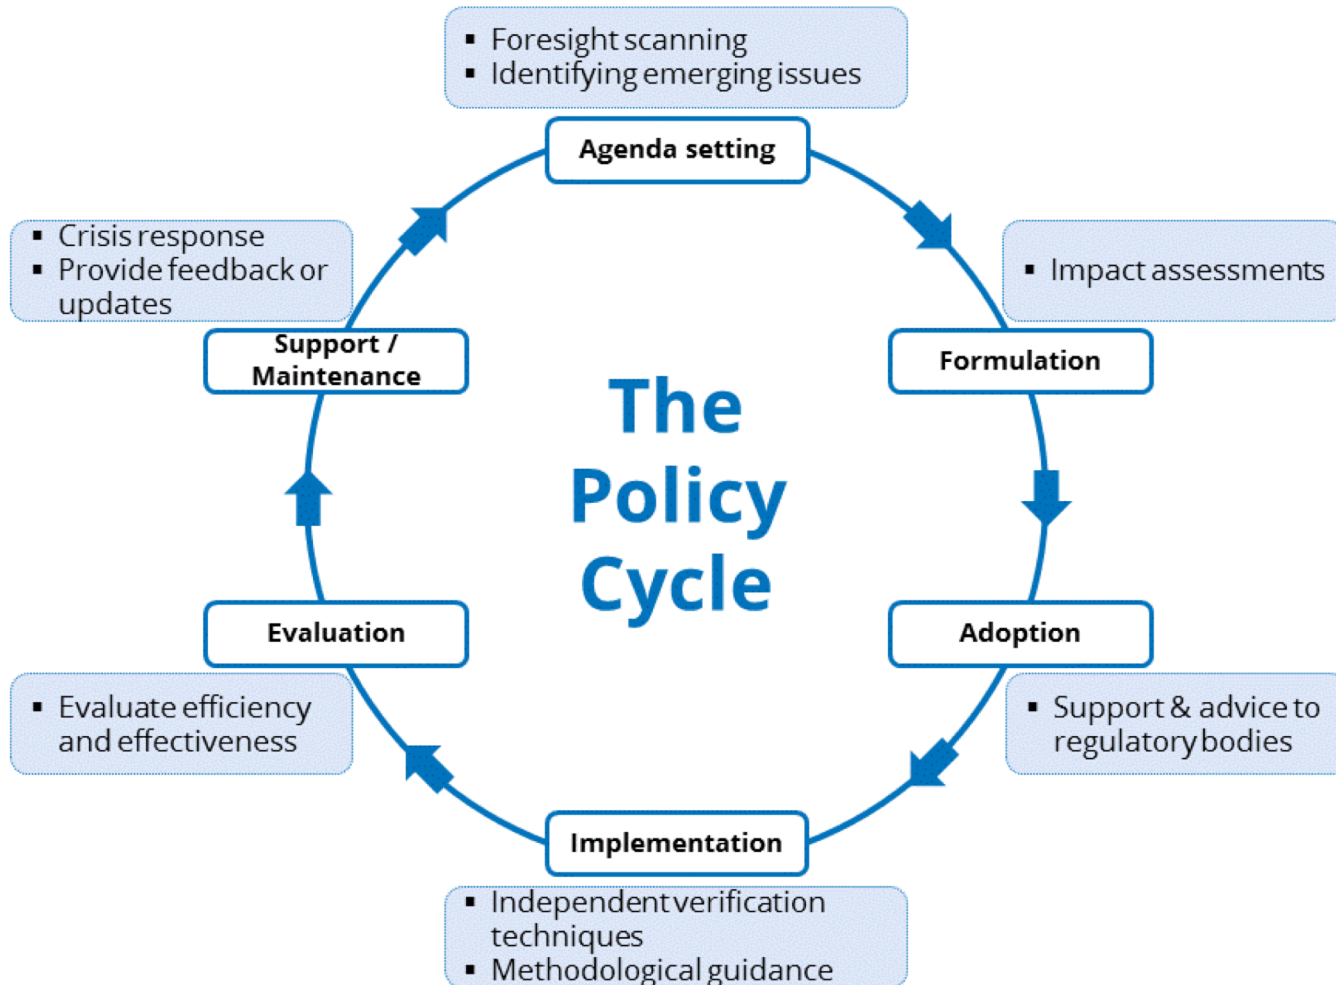 ▪ Foresight scanning
▪ Identifying emerging issues
Agenda setting
▪ Impact assessments
Formulation
Adoption
▪ Support & advice to
regulatory bodies
Implementation
▪ Independent verification
techniques
▪ Methodological guidance
Evaluation
▪ Evaluate efficiency
and effectiveness
▪ Crisis response
▪ Provide feedback or
updates
Support /
Maintenance
The
Policy
Cycle